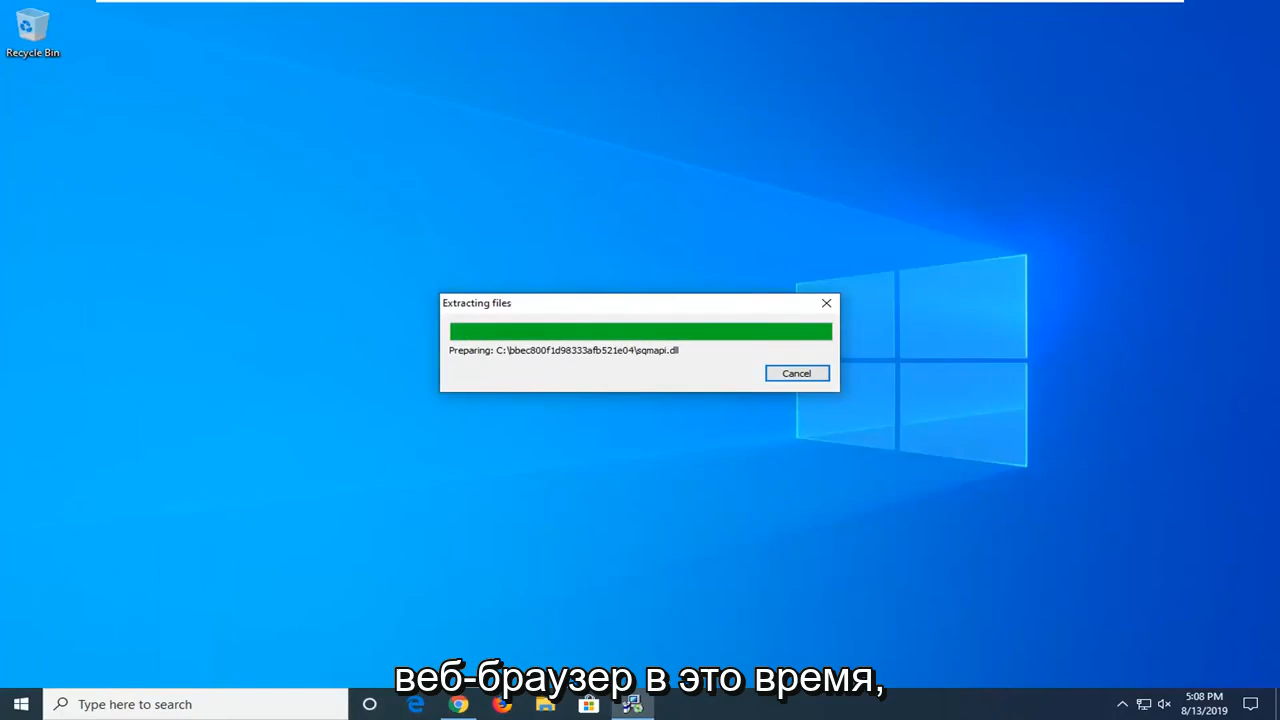 Recycle Bin
Extracting files
Preparing: C:\bbec800f1d98333afb521e04\sqmapi.dll
Cancel
веб-браузер в это время,
Type here to search
5:08 PM
8/13/2019